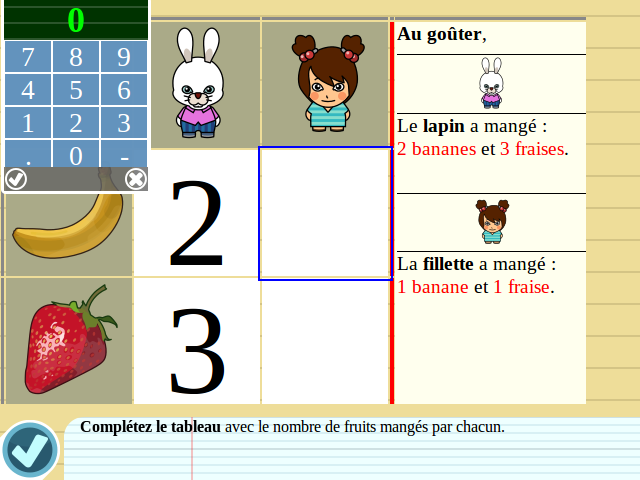 0
7 8 9
4 5 6
1 2 3
. 0 -
2
3
Au goûter,
Le lapin a mangé :
2 bananes et 3 fraises.
La fillette a mangé :
1 banane et 1 fraise.
Complétez le tableau avec le nombre de fruits mangés par chacun.